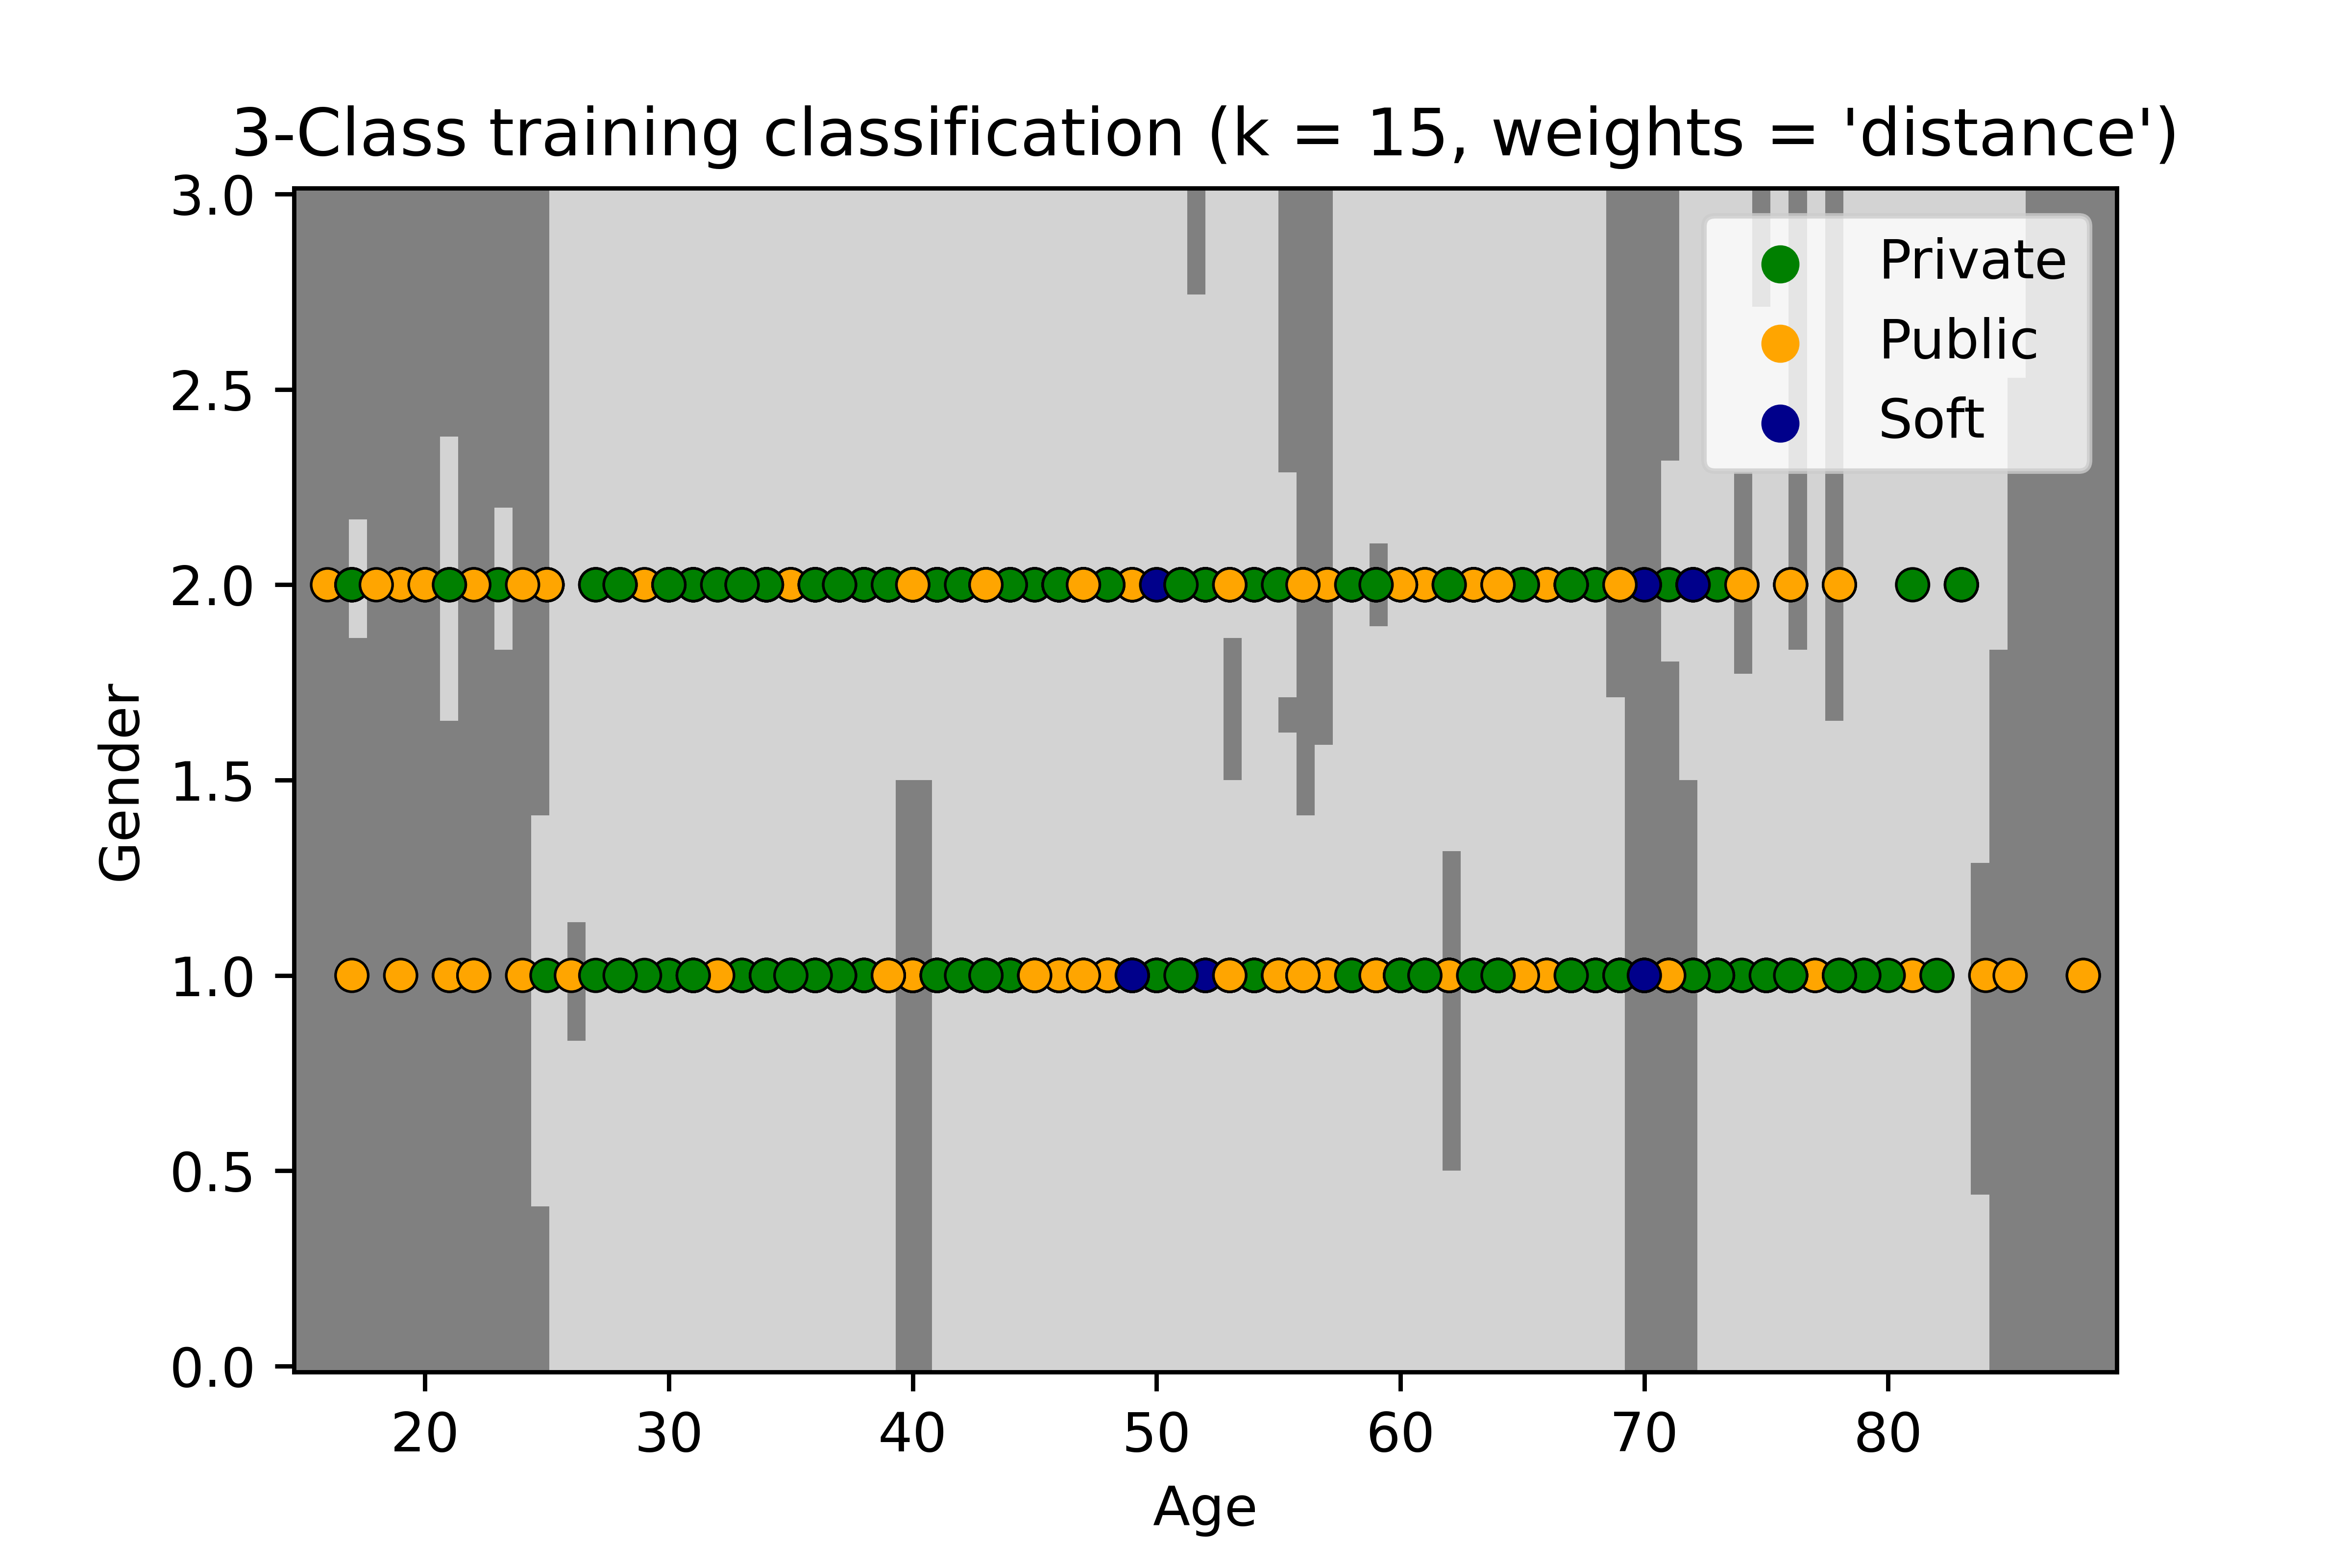 3-Class training classification (k = 15, weights = 'distance')
3.0
2.5
2.0
1.5
1.0
0.5
0.0
Gender
Private
Public
Soft
20 30 40 50 60 70 80
Age